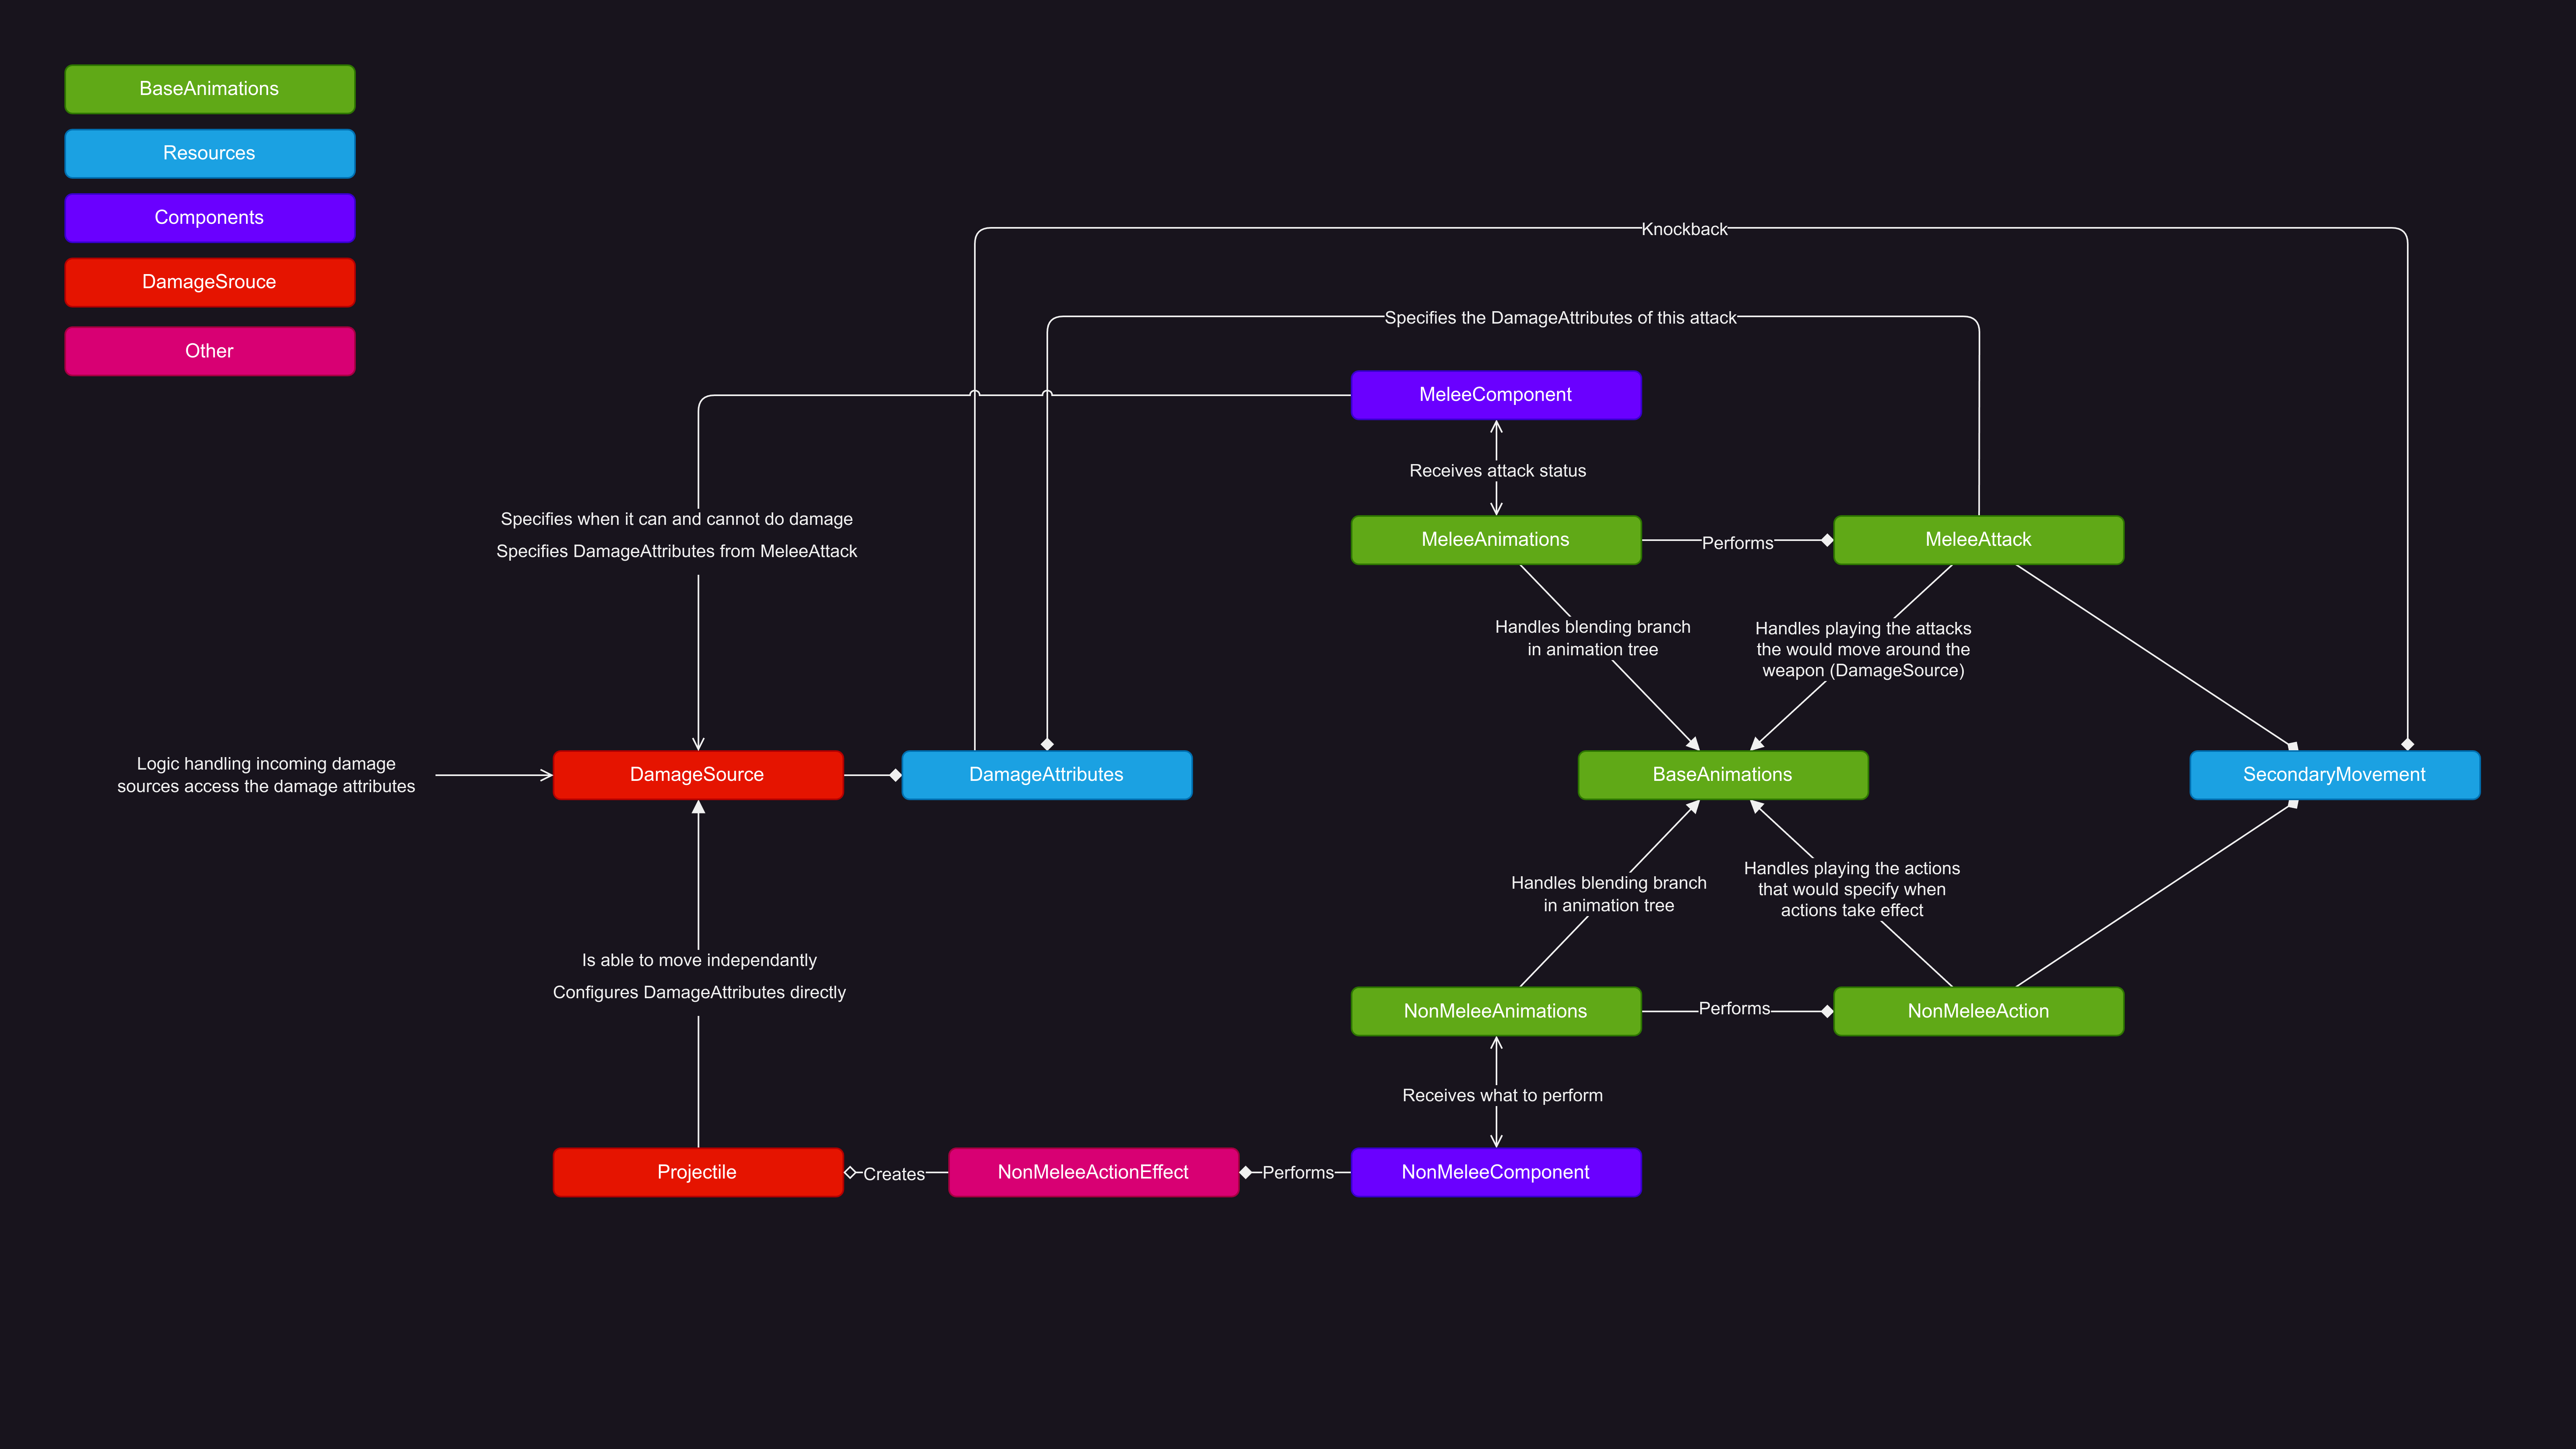 BaseAnimations
Resources
Components
DamageSrouce
Other
Knockback
Specifies the DamageAttributes of this attack
MeleeComponent
Receives attack status
Specifies when it can and cannot do damage
Specifies DamageAttributes from MeleeAttack
MeleeAnimations
Performs
MeleeAttack
Handles blending branch
in animation tree
Handles playing the attacks
the would move around the
weapon (DamageSource)
Logic handling incoming damage
sources access the damage attributes
DamageSource
DamageAttributes
BaseAnimations
SecondaryMovement
Handles blending branch
in animation tree
Handles playing the actions
that would specify when
actions take effect
Is able to move independantly
Configures DamageAttributes directly
NonMeleeAnimations
Performs
NonMeleeAction
Receives what to perform
Projectile
Creates
NonMeleeActionEffect
Performs
NonMeleeComponent